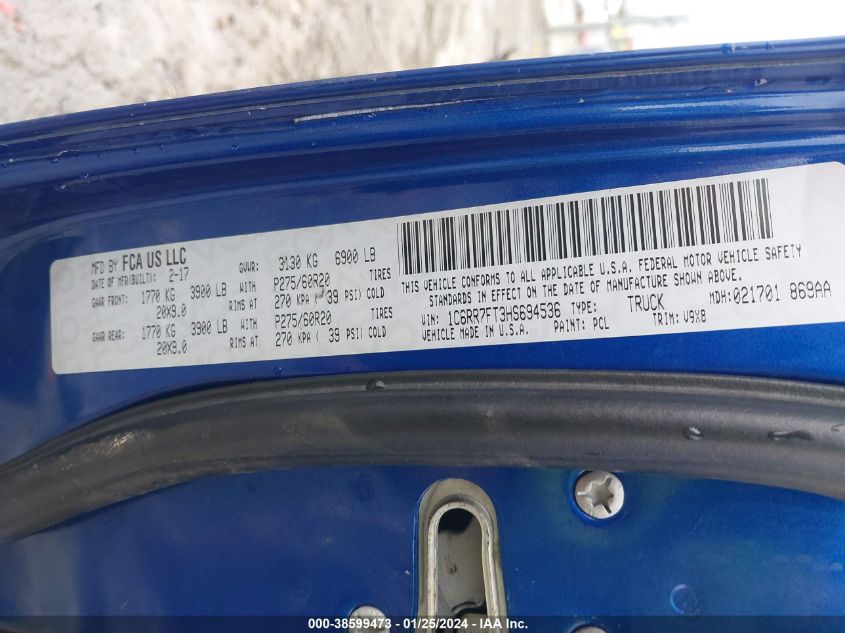 MFD BY FCA US LLC
DATE OF MFR(BUILT): 2-17 GVWR: 3130 KG 6900 LB
GAWR FRONT: 1770 KG 3900 LB WITH P275/60R20 TIRES
20X9.0 RIMS AT 270 KPA ( 39 PSI) COLD
GAWR REAR: 1770 KG 3900 LB WITH P275/60R20 TIRES
20X9.0 RIMS AT 270 KPA ( 39 PSI) COLD
THIS VEHICLE CONFORMS TO ALL APPLICABLE U.S.A. FEDERAL MOTOR VEHICLE SAFETY
STANDARDS IN EFFECT ON THE DATE OF MANUFACTURE SHOWN ABOVE.
VIN: 1C6RR7FT3HS694536 TYPE: TRUCK MDH:021701 869AA
VEHICLE MADE IN U.S.A. PAINT: PCL TRIM: V9X8
000-38599473 - 01/25/2024 - IAA Inc.